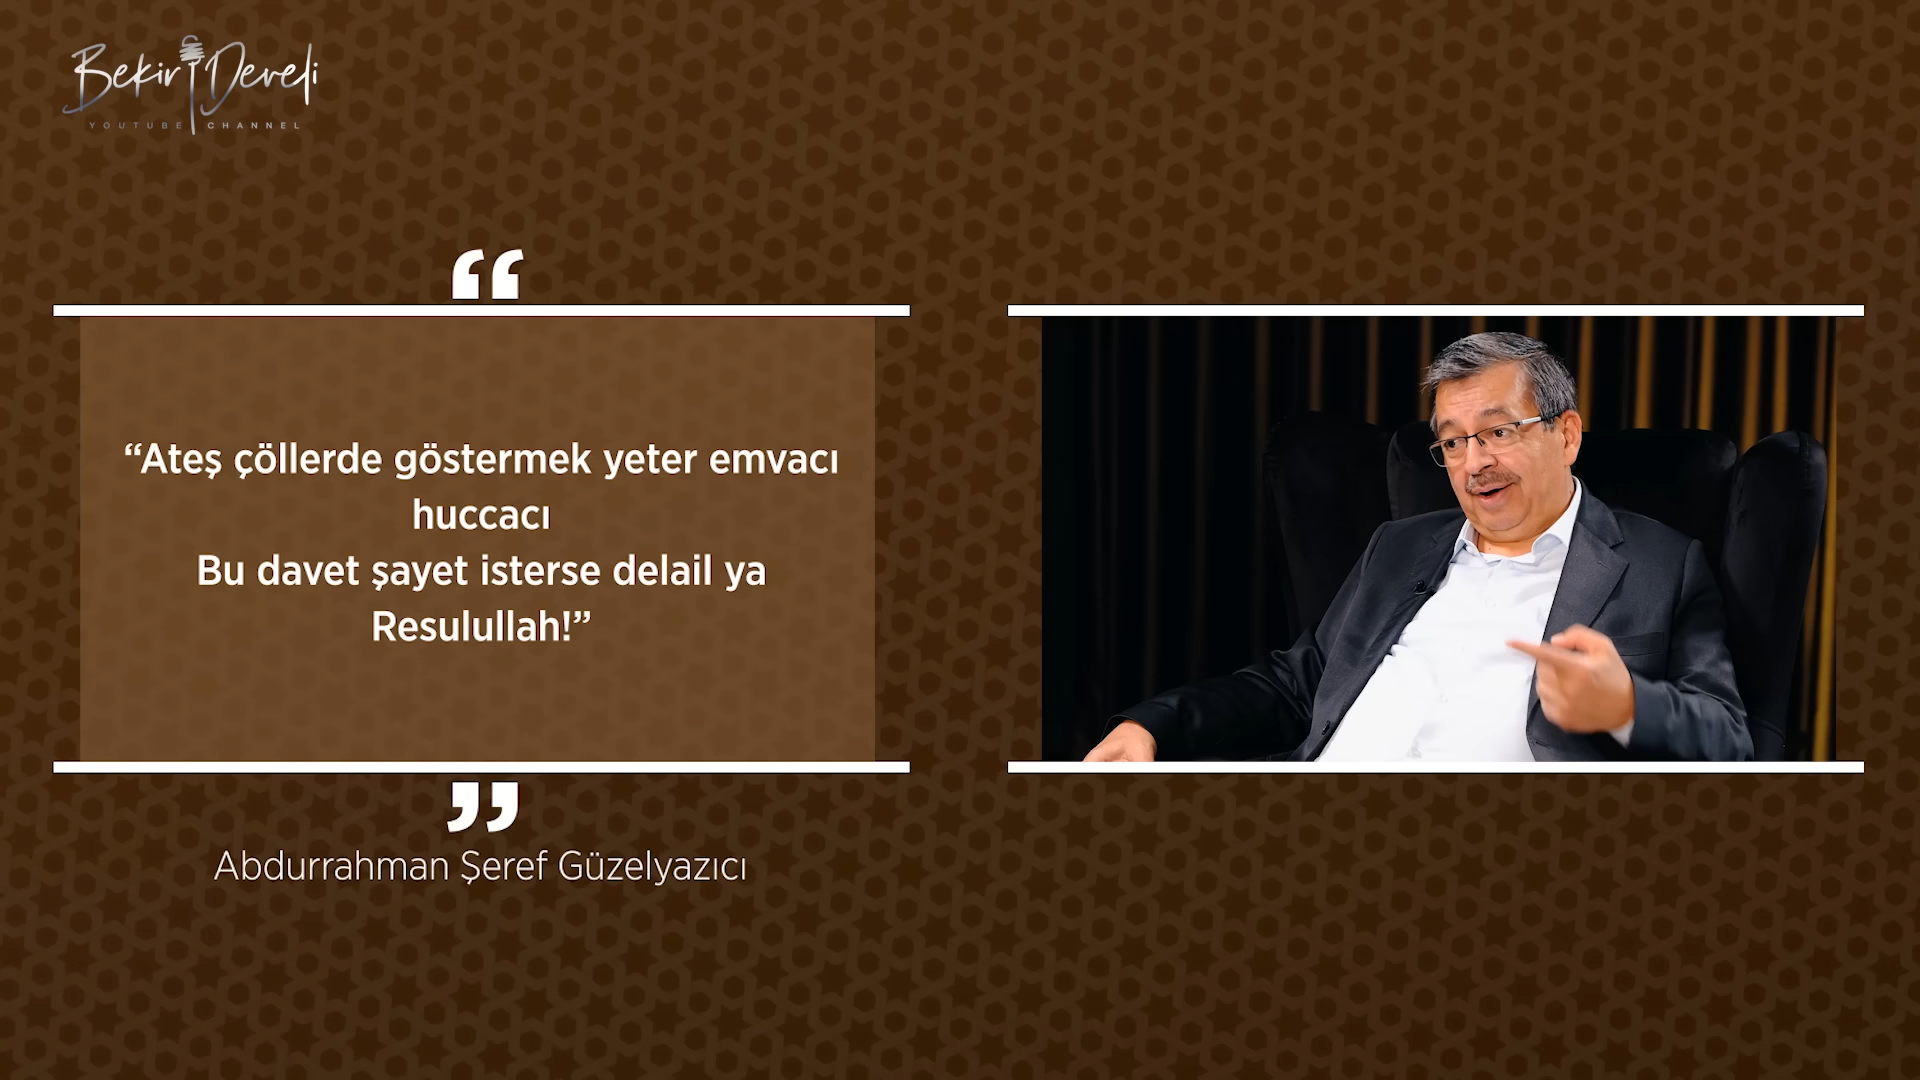 Bekir Develi
YOUTUBE CHANNEL
“
“Ateş çöllerde göstermek yeter emvacı
huccacı
Bu davet şayet isterse delail ya
Resulullah!”
”
Abdurrahman Şeref Güzelyazıcı